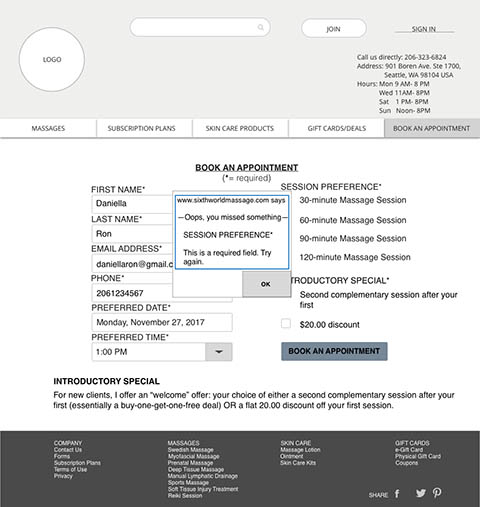 LOGO
JOIN
SIGN IN
Call us directly: 206-323-6824
Address: 901 Boren Ave. Ste 1700,
Seattle, WA 98104 USA
Hours: Mon 9 AM- 8 PM
Wed 11AM- 8PM
Sat 1 PM- 8PM
Sun Noon- 8PM
MASSAGES
SUBSCRIPTION PLANS
SKIN CARE PRODUCTS
GIFT CARDS/DEALS
BOOK AN APPOINTMENT
BOOK AN APPOINTMENT
(*= required)
FIRST NAME*
Daniella
LAST NAME*
Ron
EMAIL ADDRESS*
daniellaron@gmail.c
PHONE*
2061234567
PREFERRED DATE*
Monday, November 27, 2017
PREFERRED TIME*
1:00 PM
www.sixthworldmassage.com says
—Oops, you missed something—
SESSION PREFERENCE*
This is a required field. Try
again.
OK
SESSION PREFERENCE*
30-minute Massage Session
60-minute Massage Session
90-minute Massage Session
120-minute Massage Session
NTRODUCTORY SPECIAL*
Second complementary session after your
first
$20.00 discount
BOOK AN APPOINTMENT
INTRODUCTORY SPECIAL
For new clients, I offer an “welcome” offer: your choice of either a second complementary session after your
first (essentially a buy-one-get-one-free deal) OR a flat 20.00 discount off your first session.
COMPANY
Contact Us
Forms
Subscription Plans
Terms of Use
Privacy
MASSAGES
Swedish Massage
Myofascial Massage
Prenatal Massage
Deep Tissue Massage
Manual Lymphatic Drainage
Sports Massage
Soft Tissue Injury Treatment
Reiki Session
SKIN CARE
Massage Lotion
Ointment
Skin Care Kits
GIFT CARDS
e-Gift Card
Physical Gift Card
Coupons
SHARE